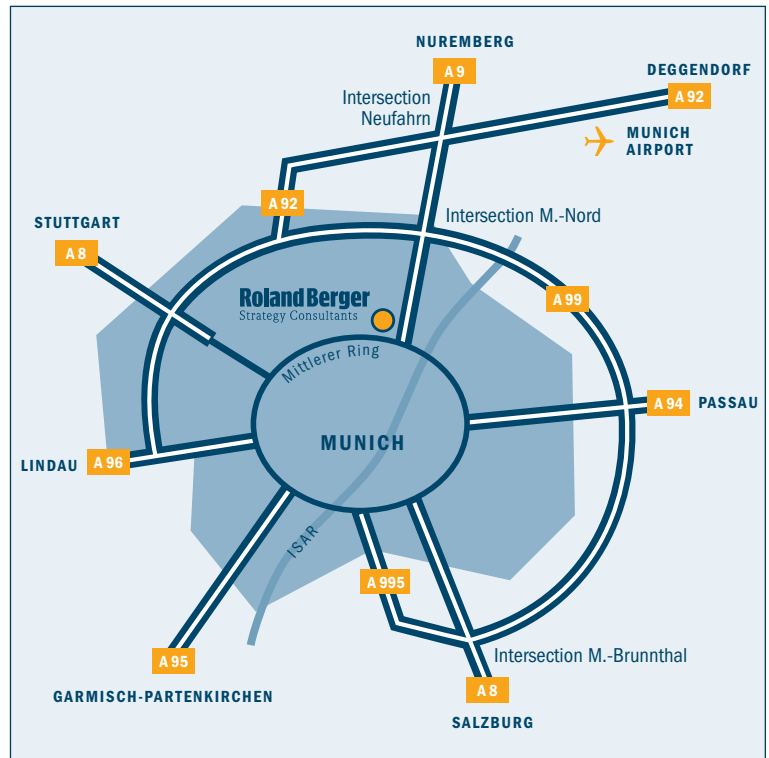 NUREMBERG
A 9
DEGGENDORF
A 92
Intersection
Neufahrn
MUNICH
AIRPORT
A 92
Intersection M.-Nord
STUTTGART
A 8
A 99
Roland Berger
Strategy Consultants
Mittlerer Ring
A 94
PASSAU
MUNICH
LINDAU
A 96
ISAR
A 995
Intersection M.-Brunnthal
A 95
GARMISCH-PARTENKIRCHEN
A 8
SALZBURG